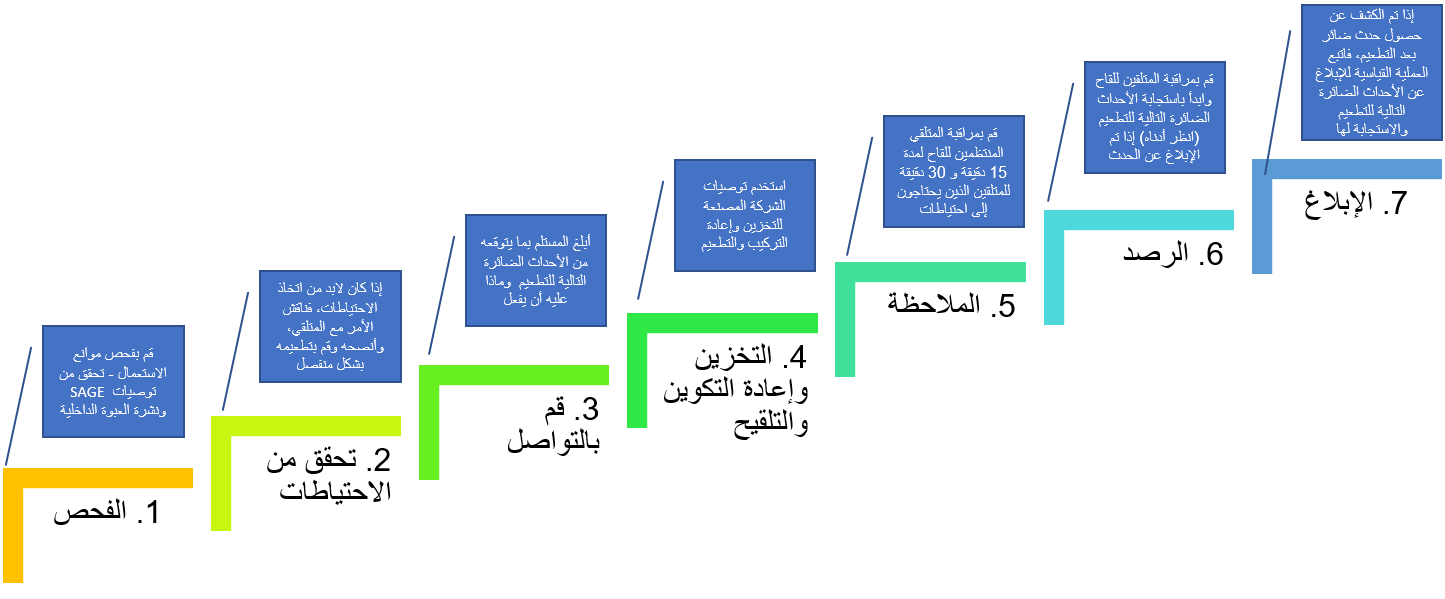 قم بفحص موانع
الاستعمال - تحقق من
توصيات SAGE
ونشرة العبوة الداخلية
1. الفحص
إذا كان لابد من اتخاذ
الاحتياطات، فناقش
الأمر مع المتلقي،
وأنصحه وقم بتطعيمه
بشكل منفصل
2. تحقق من
الاحتياطات
أبلغ المستلم بما يتوقعه
من الأحداث الضائرة
التالية للتطعيم وماذا
عليه أن يفعل
3. قم
بالتواصل
استخدم توصيات
الشركة المصنعة
للتخزين وإعادة
التركيب والتطعيم
4. التخزين
وإعادة التكوين
والتلقيح
قم بمراقبة المتلقي
المنتظمين للقاح لمدة
15 دقيقة و 30 دقيقة
للمتلقين الذين يحتاجون
إلى احتياطات
5. الملاحظة
قم بمراقبة المتلقين للقاح
وابدأ باستجابة الأحداث
الضائرة التالية للتطعيم
(انظر أدناه) إذا تم
الإبلاغ عن الحدث
6. الرصد
إذا تم الكشف عن
حصول حدث ضائر
بعد التطعيم، فاتبع
العملية القياسية للإبلاغ
عن الأحداث الضائرة
التالية للتطعيم
والاستجابة لها
7. الإبلاغ